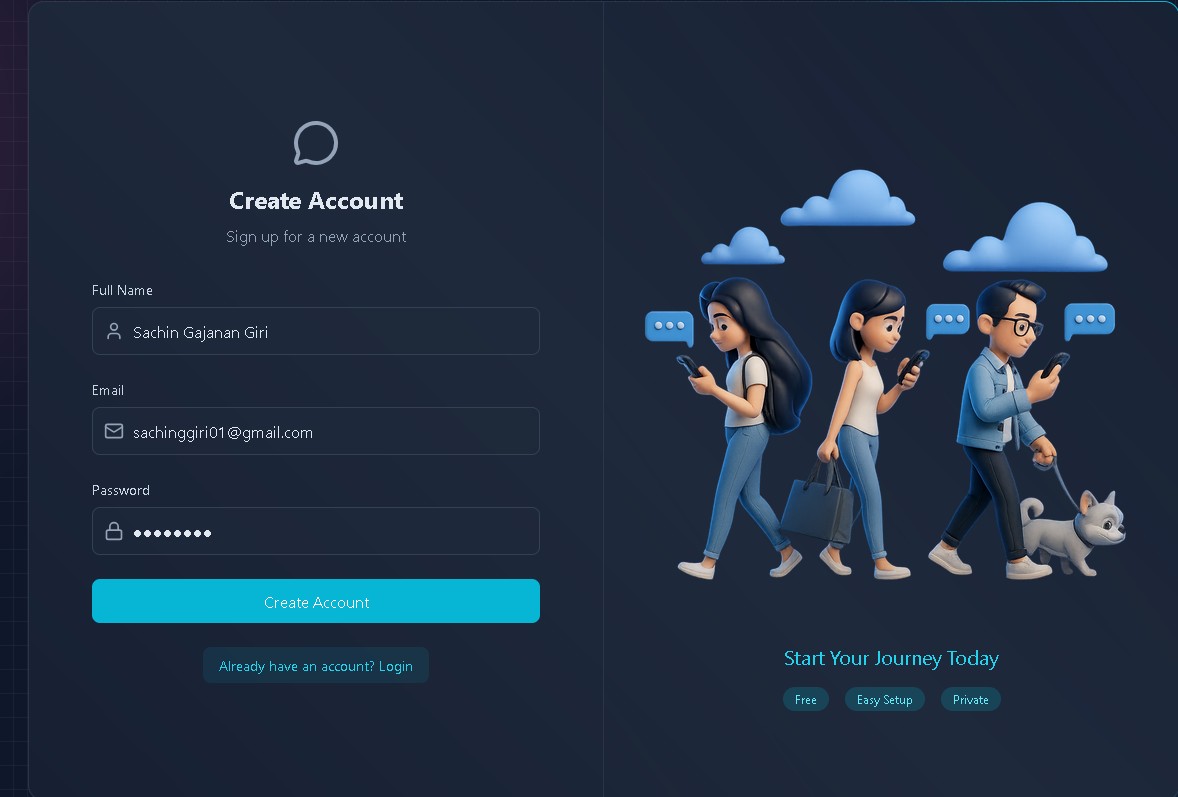 Create Account
Sign up for a new account
Full Name
Sachin Gajanan Giri
Email
sachinggiri01@gmail.com
Password
••••••••
Create Account
Already have an account? Login
Start Your Journey Today
Free
Easy Setup
Private